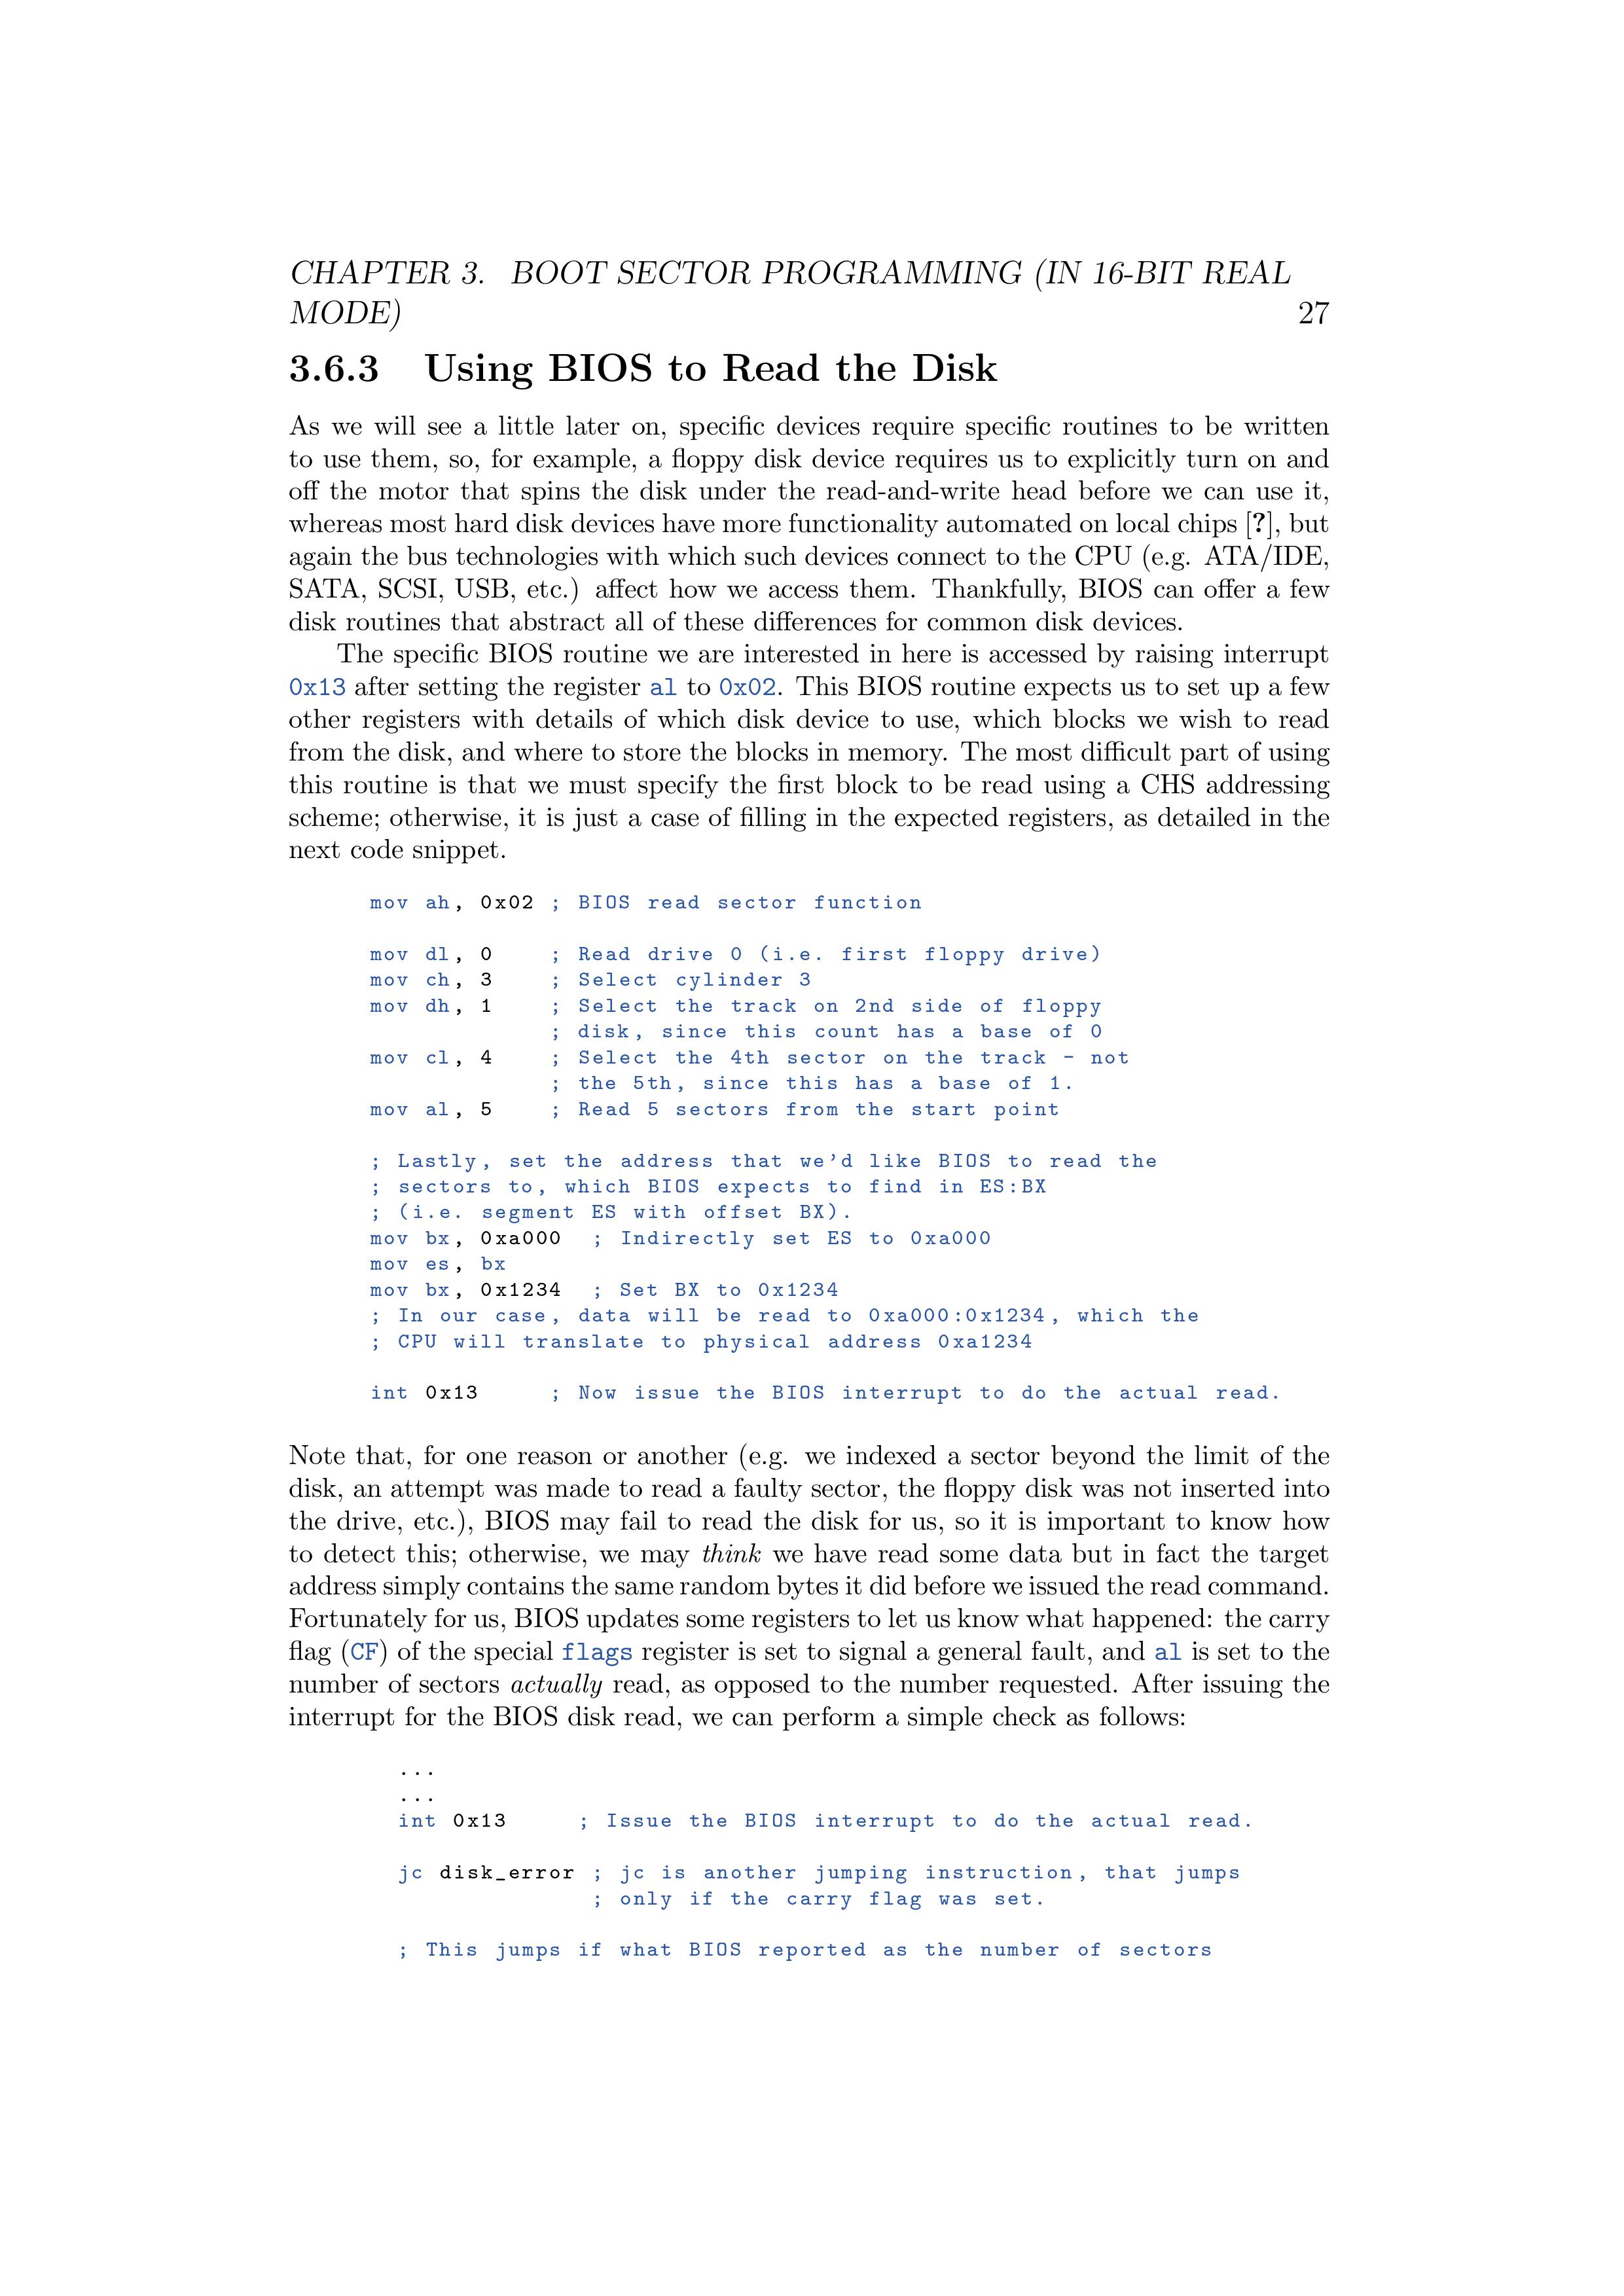 CHAPTER 3. BOOT SECTOR PROGRAMMING (IN 16-BIT REAL
MODE) 27
3.6.3 Using BIOS to Read the Disk
As we will see a little later on, specific devices require specific routines to be written
to use them, so, for example, a floppy disk device requires us to explicitly turn on and
off the motor that spins the disk under the read-and-write head before we can use it,
whereas most hard disk devices have more functionality automated on local chips [?], but
again the bus technologies with which such devices connect to the CPU (e.g. ATA/IDE,
SATA, SCSI, USB, etc.) affect how we access them. Thankfully, BIOS can offer a few
disk routines that abstract all of these differences for common disk devices.
The specific BIOS routine we are interested in here is accessed by raising interrupt
0x13 after setting the register al to 0x02. This BIOS routine expects us to set up a few
other registers with details of which disk device to use, which blocks we wish to read
from the disk, and where to store the blocks in memory. The most difficult part of using
this routine is that we must specify the first block to be read using a CHS addressing
scheme; otherwise, it is just a case of filling in the expected registers, as detailed in the
next code snippet.
mov ah, 0x02 ; BIOS read sector function
mov dl, 0 ; Read drive 0 (i.e. first floppy drive)
mov ch, 3 ; Select cylinder 3
mov dh, 1 ; Select the track on 2nd side of floppy
; disk, since this count has a base of 0
mov cl, 4 ; Select the 4th sector on the track - not
; the 5th, since this has a base of 1.
mov al, 5 ; Read 5 sectors from the start point
; Lastly, set the address that we'd like BIOS to read the
; sectors to, which BIOS expects to find in ES:BX
; (i.e. segment ES with offset BX).
mov bx, 0xa000 ; Indirectly set ES to 0xa000
mov es, bx
mov bx, 0x1234 ; Set BX to 0x1234
; In our case, data will be read to 0xa000:0x1234, which the
; CPU will translate to physical address 0xa1234
int 0x13 ; Now issue the BIOS interrupt to do the actual read.
Note that, for one reason or another (e.g. we indexed a sector beyond the limit of the
disk, an attempt was made to read a faulty sector, the floppy disk was not inserted into
the drive, etc.), BIOS may fail to read the disk for us, so it is important to know how
to detect this; otherwise, we may think we have read some data but in fact the target
address simply contains the same random bytes it did before we issued the read command.
Fortunately for us, BIOS updates some registers to let us know what happened: the carry
flag (CF) of the special flags register is set to signal a general fault, and al is set to the
number of sectors actually read, as opposed to the number requested. After issuing the
interrupt for the BIOS disk read, we can perform a simple check as follows:
...
...
int 0x13 ; Issue the BIOS interrupt to do the actual read.
jc disk_error ; jc is another jumping instruction, that jumps
; only if the carry flag was set.
; This jumps if what BIOS reported as the number of sectors